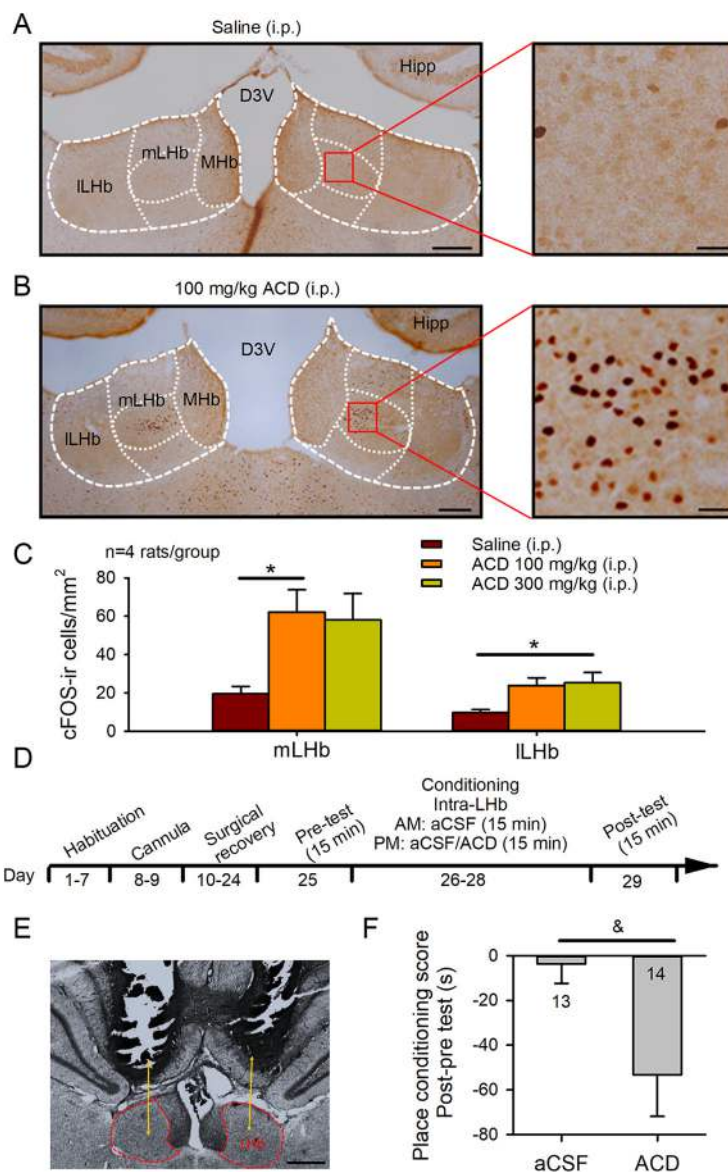 A
Saline (i.p.)
Hipp
D3V
mLHb
MHb
lLHb
B
100 mg/kg ACD (i.p.)
Hipp
D3V
mLHb
MHb
lLHb
C
n=4 rats/group
Saline (i.p.)
ACD 100 mg/kg (i.p.)
ACD 300 mg/kg (i.p.)
cFOS-ir cells/mm²
80
60
40
20
0
*
*
mLHb
lLHb
D
Habituation
Cannula
Surgical
recovery
Pre-test
(15 min)
Conditioning
Intra-LHb
AM: aCSF (15 min)
PM: aCSF/ACD (15 min)
Post-test
(15 min)
Day
1-7
8-9
10-24
25
26-28
29
E
LHb
F
Place conditioning score
Post-pre test (s)
&
0
-20
-40
-60
-80
13
14
aCSF
ACD